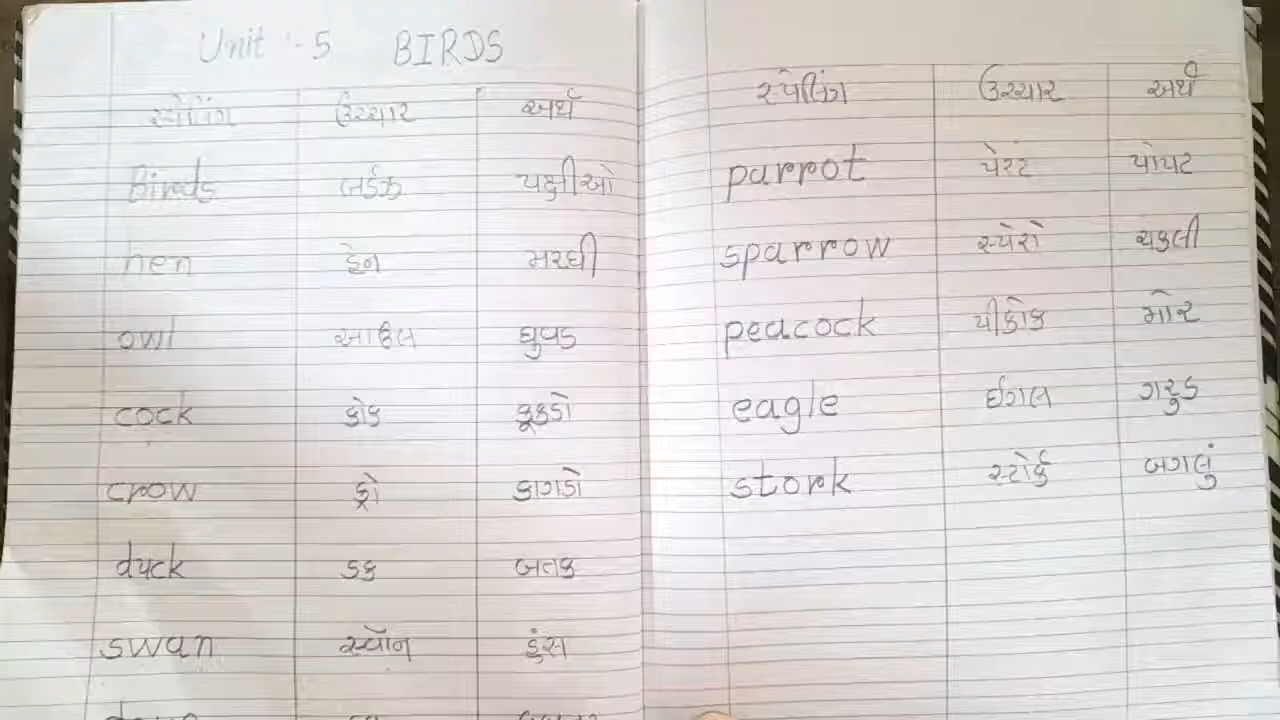 Unit :- 5 BIRDS
સ્પેલિંગ ઉચ્ચાર અર્થ
Birds બર્ડઝ પક્ષીઓ
hen હેન મરઘી
owl આઉલ ઘુવડ
cock કોક કૂકડો
crow ક્રો કાગડો
duck ડક બતક
swan સ્વૉન હંસ
સ્પેલિંગ ઉચ્ચાર અર્થ
parrot પેરટ પોપટ
sparrow સ્પેરો ચકલી
peacock પીકોક મોર
eagle ઈગલ ગરુડ
stork સ્ટોર્ક બગલું